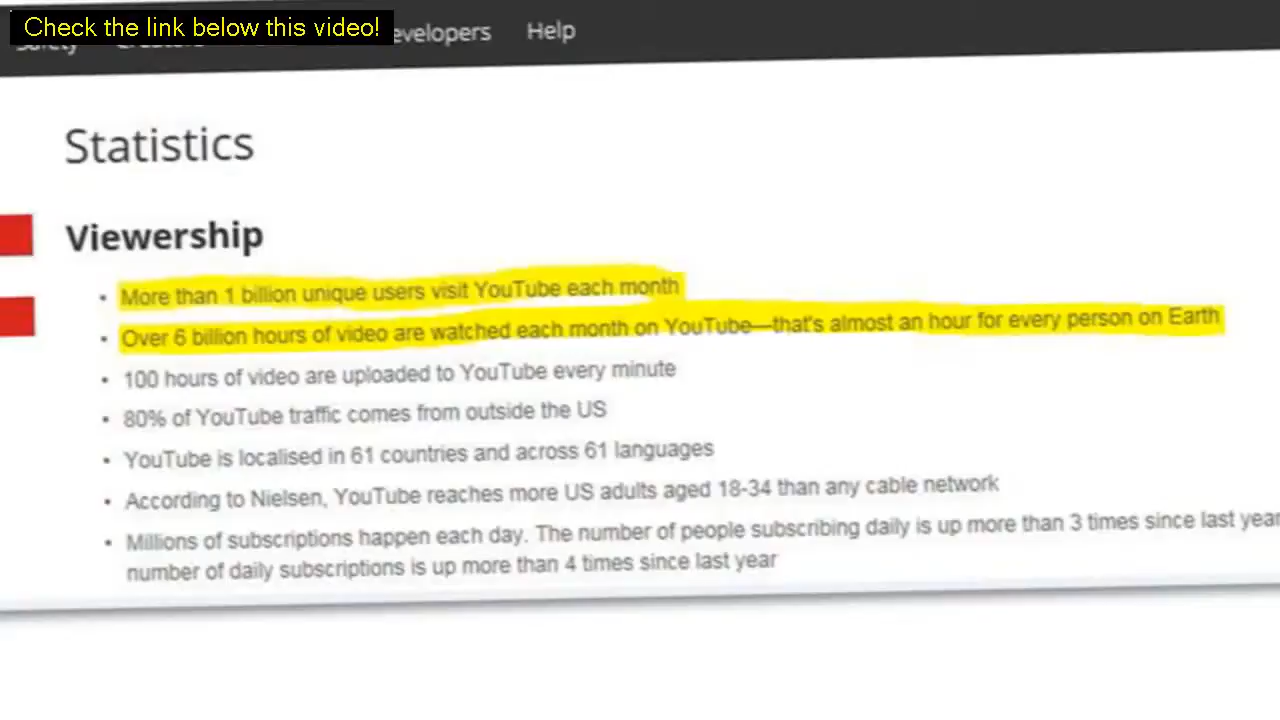 Check the link below this video!
Help
Statistics
Viewership
• More than 1 billion unique users visit YouTube each month
• Over 6 billion hours of video are watched each month on YouTube—that's almost an hour for every person on Earth
• 100 hours of video are uploaded to YouTube every minute
• 80% of YouTube traffic comes from outside the US
• YouTube is localised in 61 countries and across 61 languages
• According to Nielsen, YouTube reaches more US adults aged 18-34 than any cable network
• Millions of subscriptions happen each day. The number of people subscribing daily is up more than 3 times since last year
number of daily subscriptions is up more than 4 times since last year